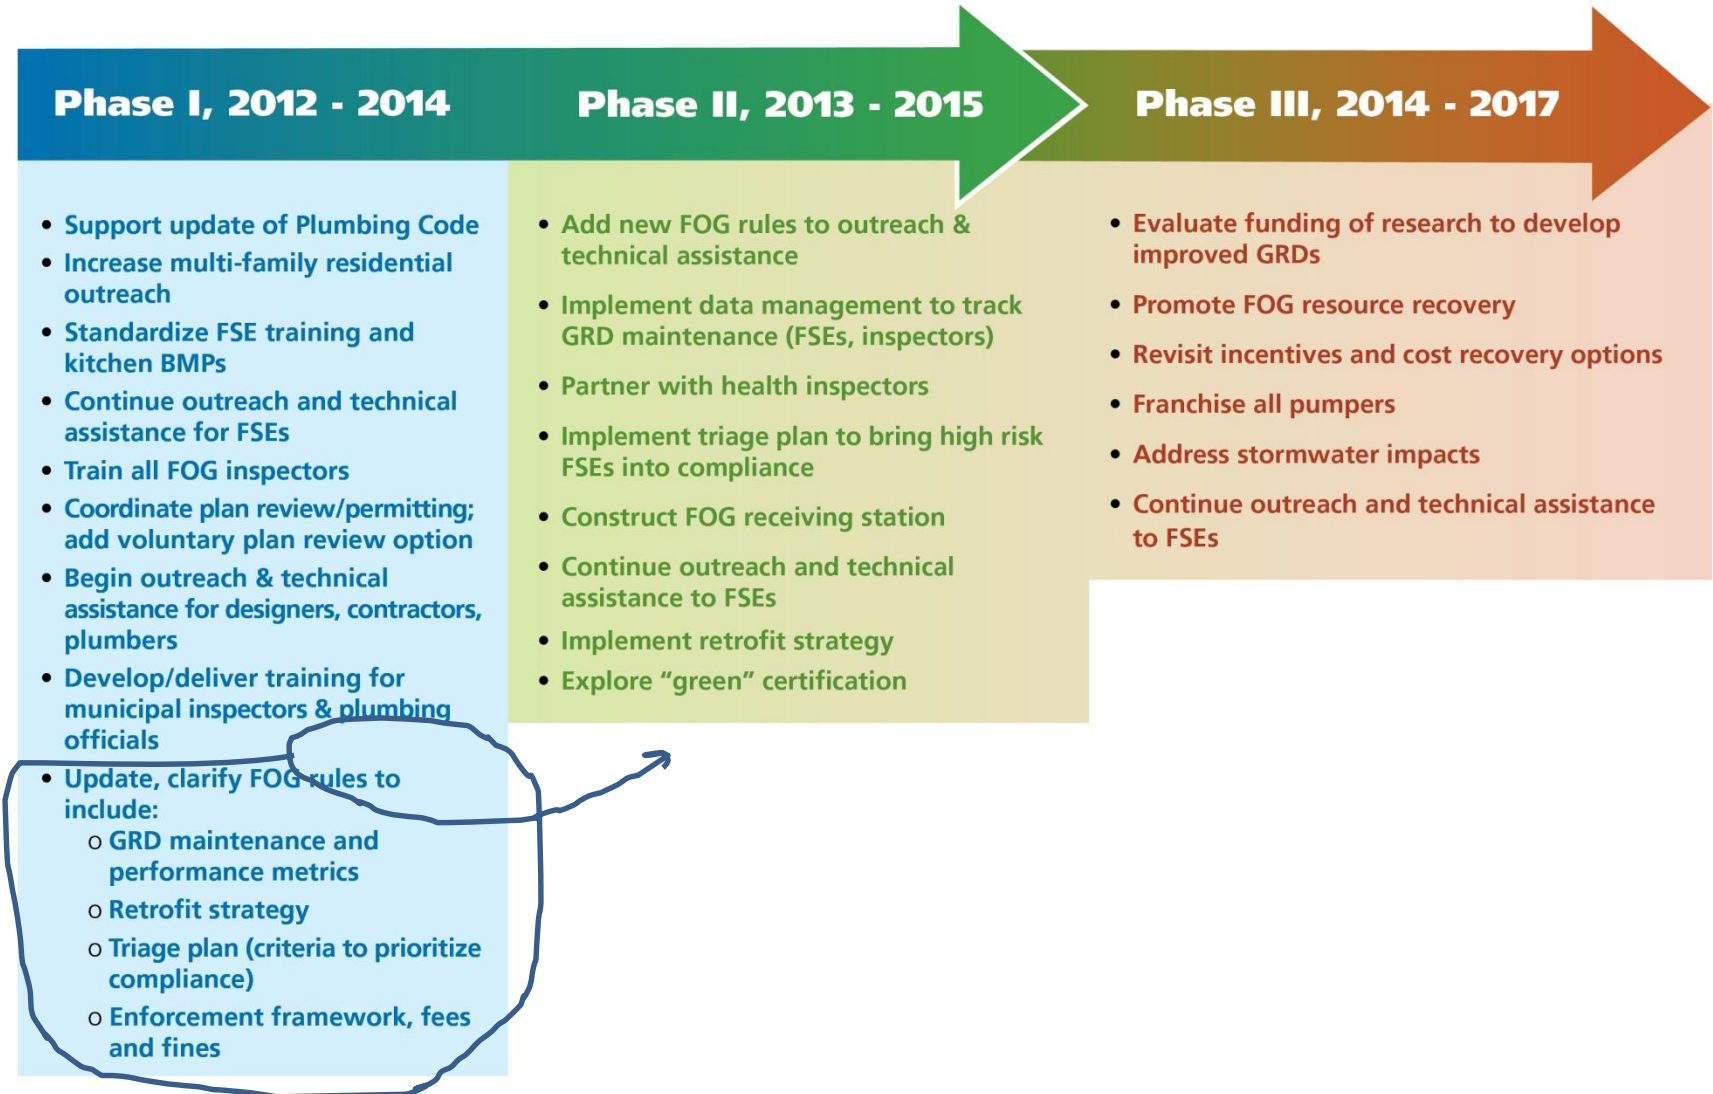 Phase I, 2012 - 2014
• Support update of Plumbing Code
• Increase multi-family residential
outreach
• Standardize FSE training and
kitchen BMPs
• Continue outreach and technical
assistance for FSEs
• Train all FOG inspectors
• Coordinate plan review/permitting;
add voluntary plan review option
• Begin outreach & technical
assistance for designers, contractors,
plumbers
• Develop/deliver training for
municipal inspectors & plumbing
officials
• Update, clarify FOG rules to
include:
o GRD maintenance and
performance metrics
o Retrofit strategy
o Triage plan (criteria to prioritize
compliance)
o Enforcement framework, fees
and fines
Phase II, 2013 - 2015
• Add new FOG rules to outreach &
technical assistance
• Implement data management to track
GRD maintenance (FSEs, inspectors)
• Partner with health inspectors
• Implement triage plan to bring high risk
FSEs into compliance
• Construct FOG receiving station
• Continue outreach and technical
assistance to FSEs
• Implement retrofit strategy
• Explore “green” certification
Phase III, 2014 - 2017
• Evaluate funding of research to develop
improved GRDs
• Promote FOG resource recovery
• Revisit incentives and cost recovery options
• Franchise all pumpers
• Address stormwater impacts
• Continue outreach and technical assistance
to FSEs